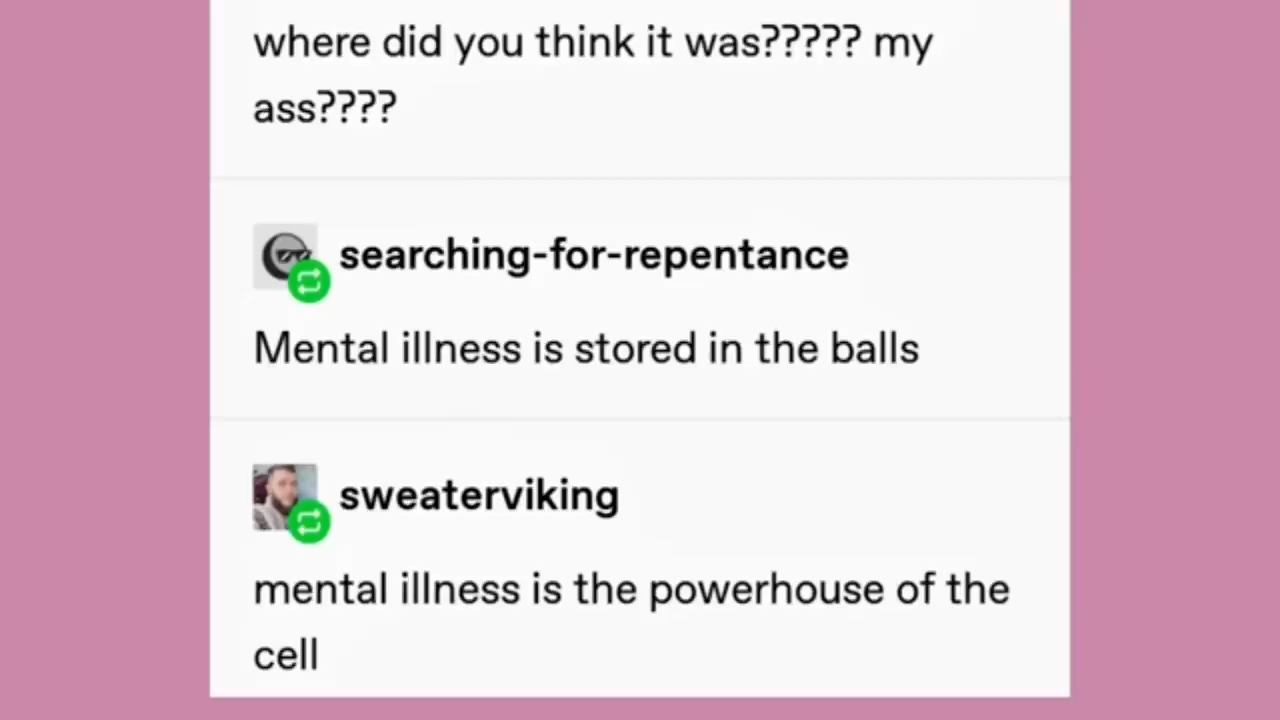 where did you think it was????? my
ass????
searching-for-repentance
Mental illness is stored in the balls
sweaterviking
mental illness is the powerhouse of the
cell